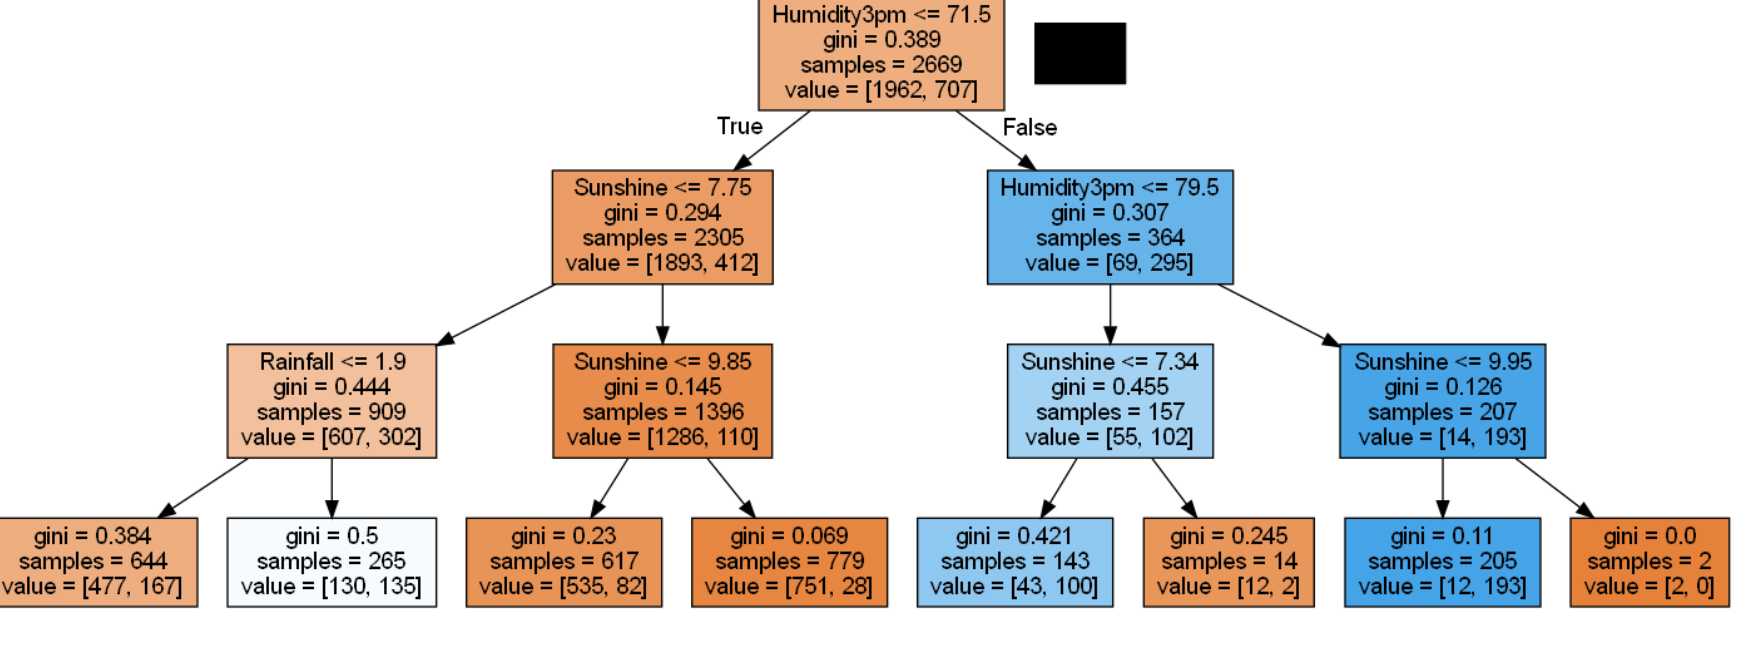 Humidity3pm <= 71.5
gini = 0.389
samples = 2669
value = [1962, 707]
True
False
Sunshine <= 7.75
gini = 0.294
samples = 2305
value = [1893, 412]
Humidity3pm <= 79.5
gini = 0.307
samples = 364
value = [69, 295]
Rainfall <= 1.9
gini = 0.444
samples = 909
value = [607, 302]
Sunshine <= 9.85
gini = 0.145
samples = 1396
value = [1286, 110]
Sunshine <= 7.34
gini = 0.455
samples = 157
value = [55, 102]
Sunshine <= 9.95
gini = 0.126
samples = 207
value = [14, 193]
gini = 0.384
samples = 644
value = [477, 167]
gini = 0.5
samples = 265
value = [130, 135]
gini = 0.23
samples = 617
value = [535, 82]
gini = 0.069
samples = 779
value = [751, 28]
gini = 0.421
samples = 143
value = [43, 100]
gini = 0.245
samples = 14
value = [12, 2]
gini = 0.11
samples = 205
value = [12, 193]
gini = 0.0
samples = 2
value = [2, 0]